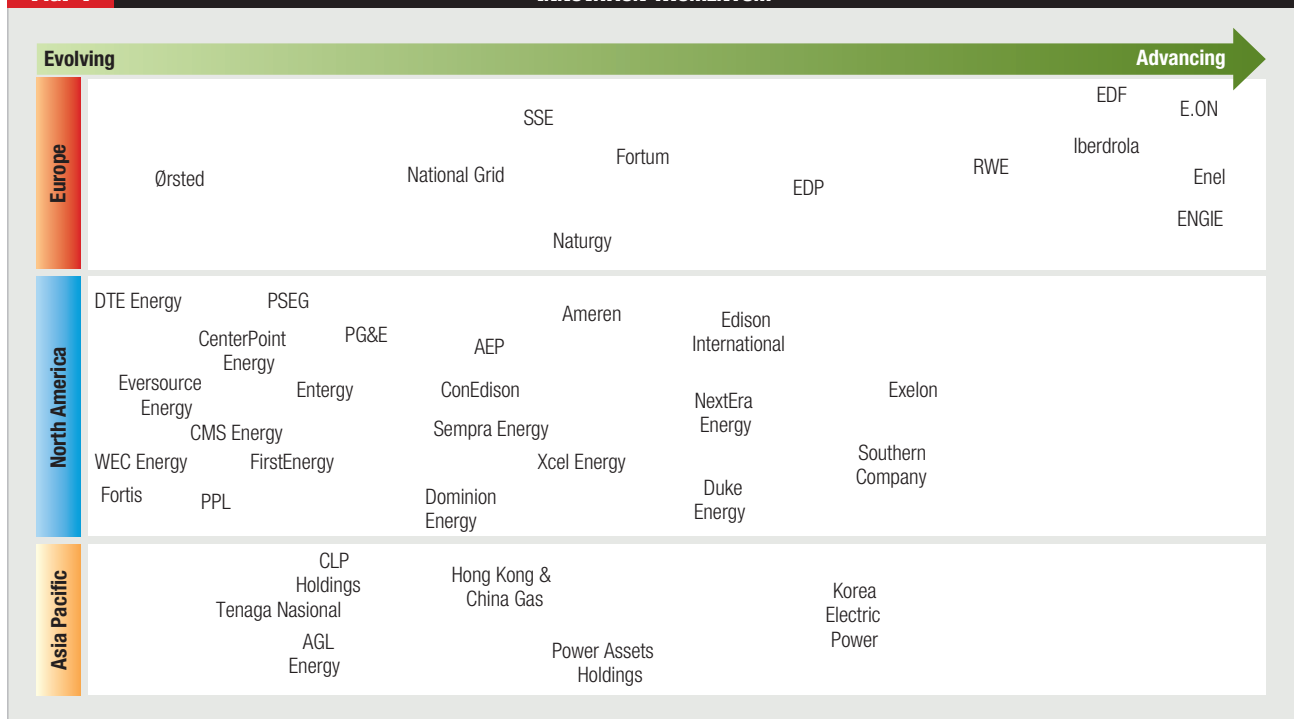 Evolving
Advancing
Europe
EDF
E.ON
SSE
Iberdrola
Fortum
RWE
National Grid
Ørsted
Enel
EDP
ENGIE
Naturgy
North America
DTE Energy
PSEG
Ameren
Edison
International
CenterPoint
Energy
PG&E
AEP
Eversource
Energy
Entergy
ConEdison
Exelon
NextEra
Energy
CMS Energy
Sempra Energy
WEC Energy
FirstEnergy
Xcel Energy
Southern
Company
Fortis
PPL
Dominion
Energy
Duke
Energy
Asia Pacific
CLP
Holdings
Hong Kong &
China Gas
Korea
Electric
Power
Tenaga Nasional
AGL
Energy
Power Assets
Holdings